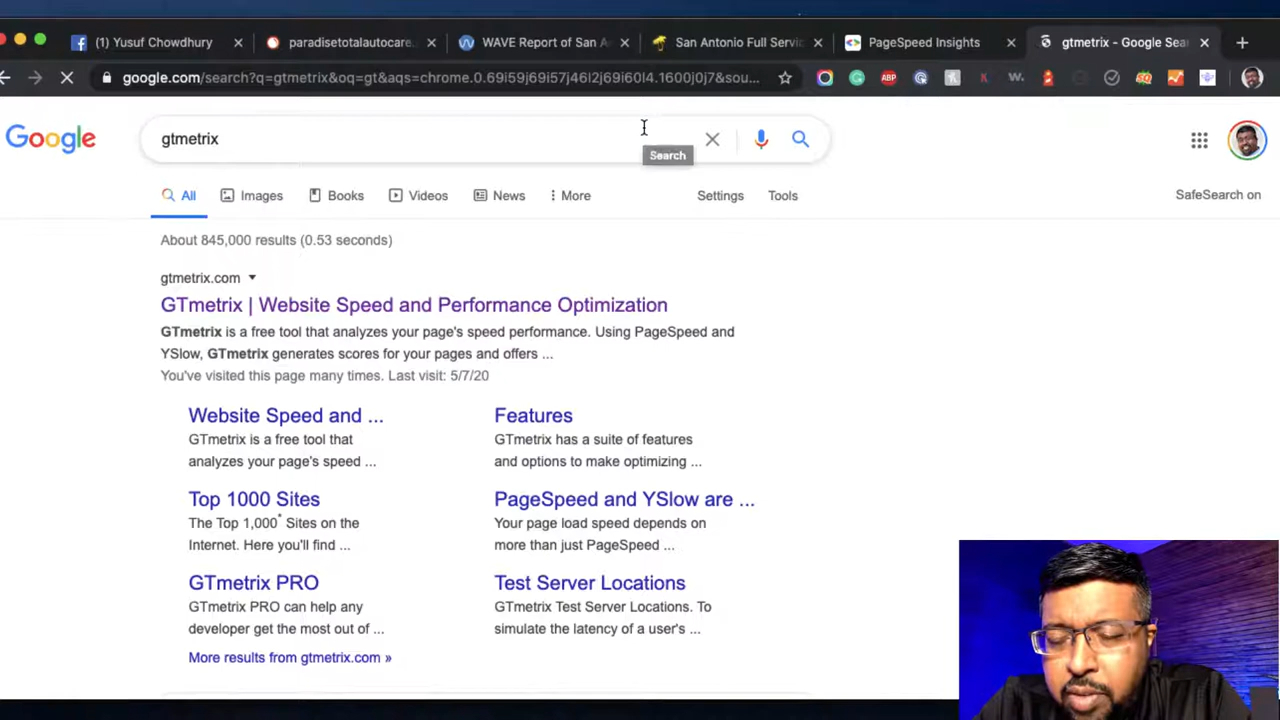 (1) Yusuf Chowdhury
paradisetotalautocare.
WAVE Report of San A
San Antonio Full Servic
PageSpeed Insights
gtmetrix - Google Sea
google.com/search?q=gtmetrix&oq=gt&aqs=chrome.0.69i59j69i57j46l2j69i60l4.1600j0j7&sou...
ABP
Google
gtmetrix
Search
All
Images
Books
Videos
News
More
Settings
Tools
SafeSearch on
About 845,000 results (0.53 seconds)
gtmetrix.com
GTmetrix | Website Speed and Performance Optimization
GTmetrix is a free tool that analyzes your page's speed performance. Using PageSpeed and
YSlow, GTmetrix generates scores for your pages and offers ...
You've visited this page many times. Last visit: 5/7/20
Website Speed and ...
GTmetrix is a free tool that
analyzes your page's speed ...
Features
GTmetrix has a suite of features
and options to make optimizing ...
Top 1000 Sites
The Top 1,000* Sites on the
Internet. Here you'll find ...
PageSpeed and YSlow are ...
Your page load speed depends on
more than just PageSpeed ...
GTmetrix PRO
GTmetrix PRO can help any
developer get the most out of ...
Test Server Locations
GTmetrix Test Server Locations. To
simulate the latency of a user's ...
More results from gtmetrix.com »